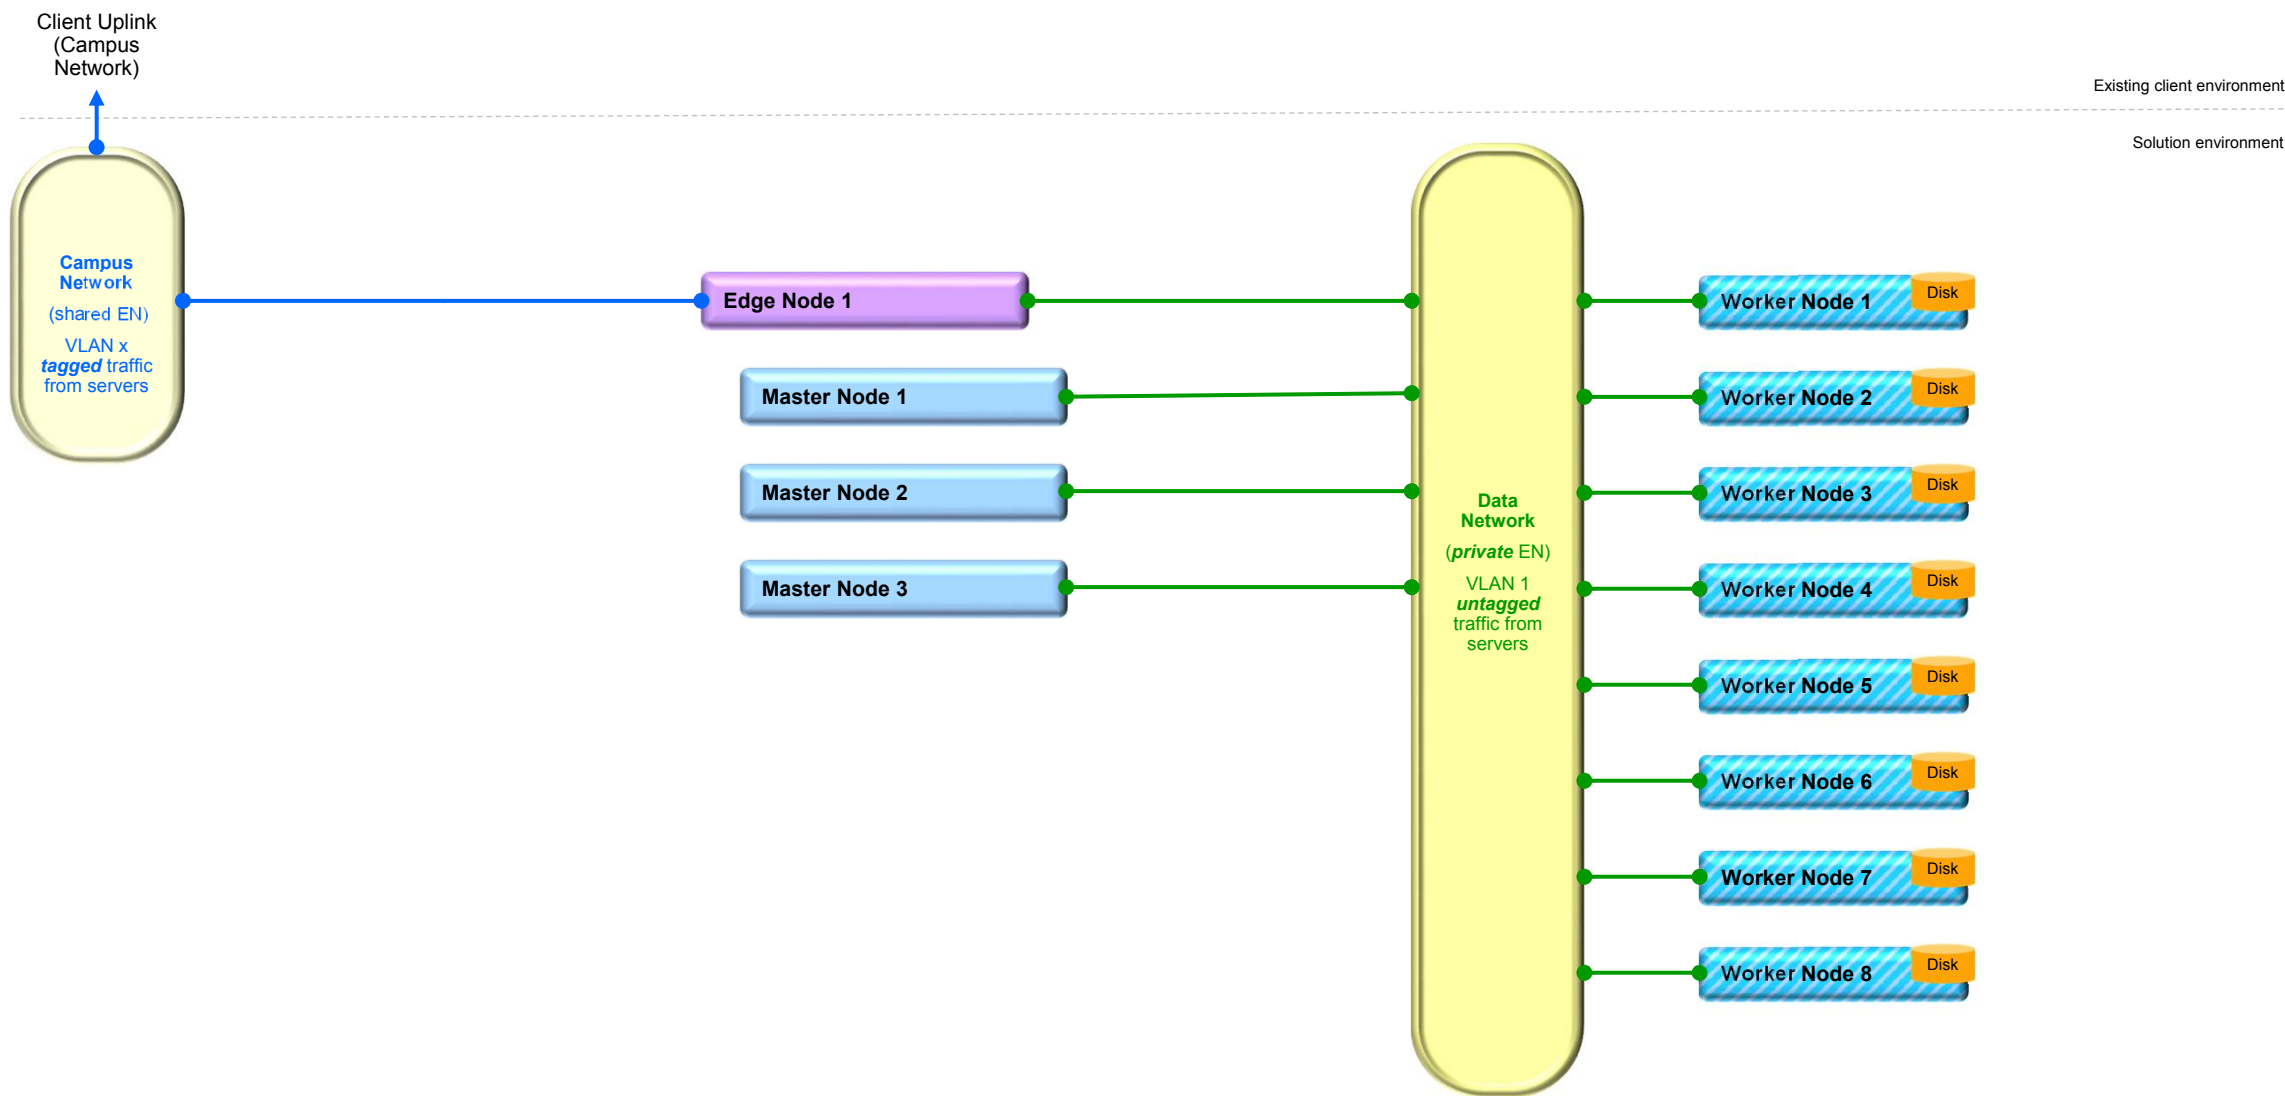 Client Uplink
(Campus
Network)
Existing client environment
Solution environment
Campus
Network
(shared EN)
VLAN x
tagged traffic
from servers
Edge Node 1
Master Node 1
Master Node 2
Master Node 3
Data
Network
(private EN)
VLAN 1
untagged
traffic from
servers
Worker Node 1
Disk
Worker Node 2
Disk
Worker Node 3
Disk
Worker Node 4
Disk
Worker Node 5
Disk
Worker Node 6
Disk
Worker Node 7
Disk
Worker Node 8
Disk